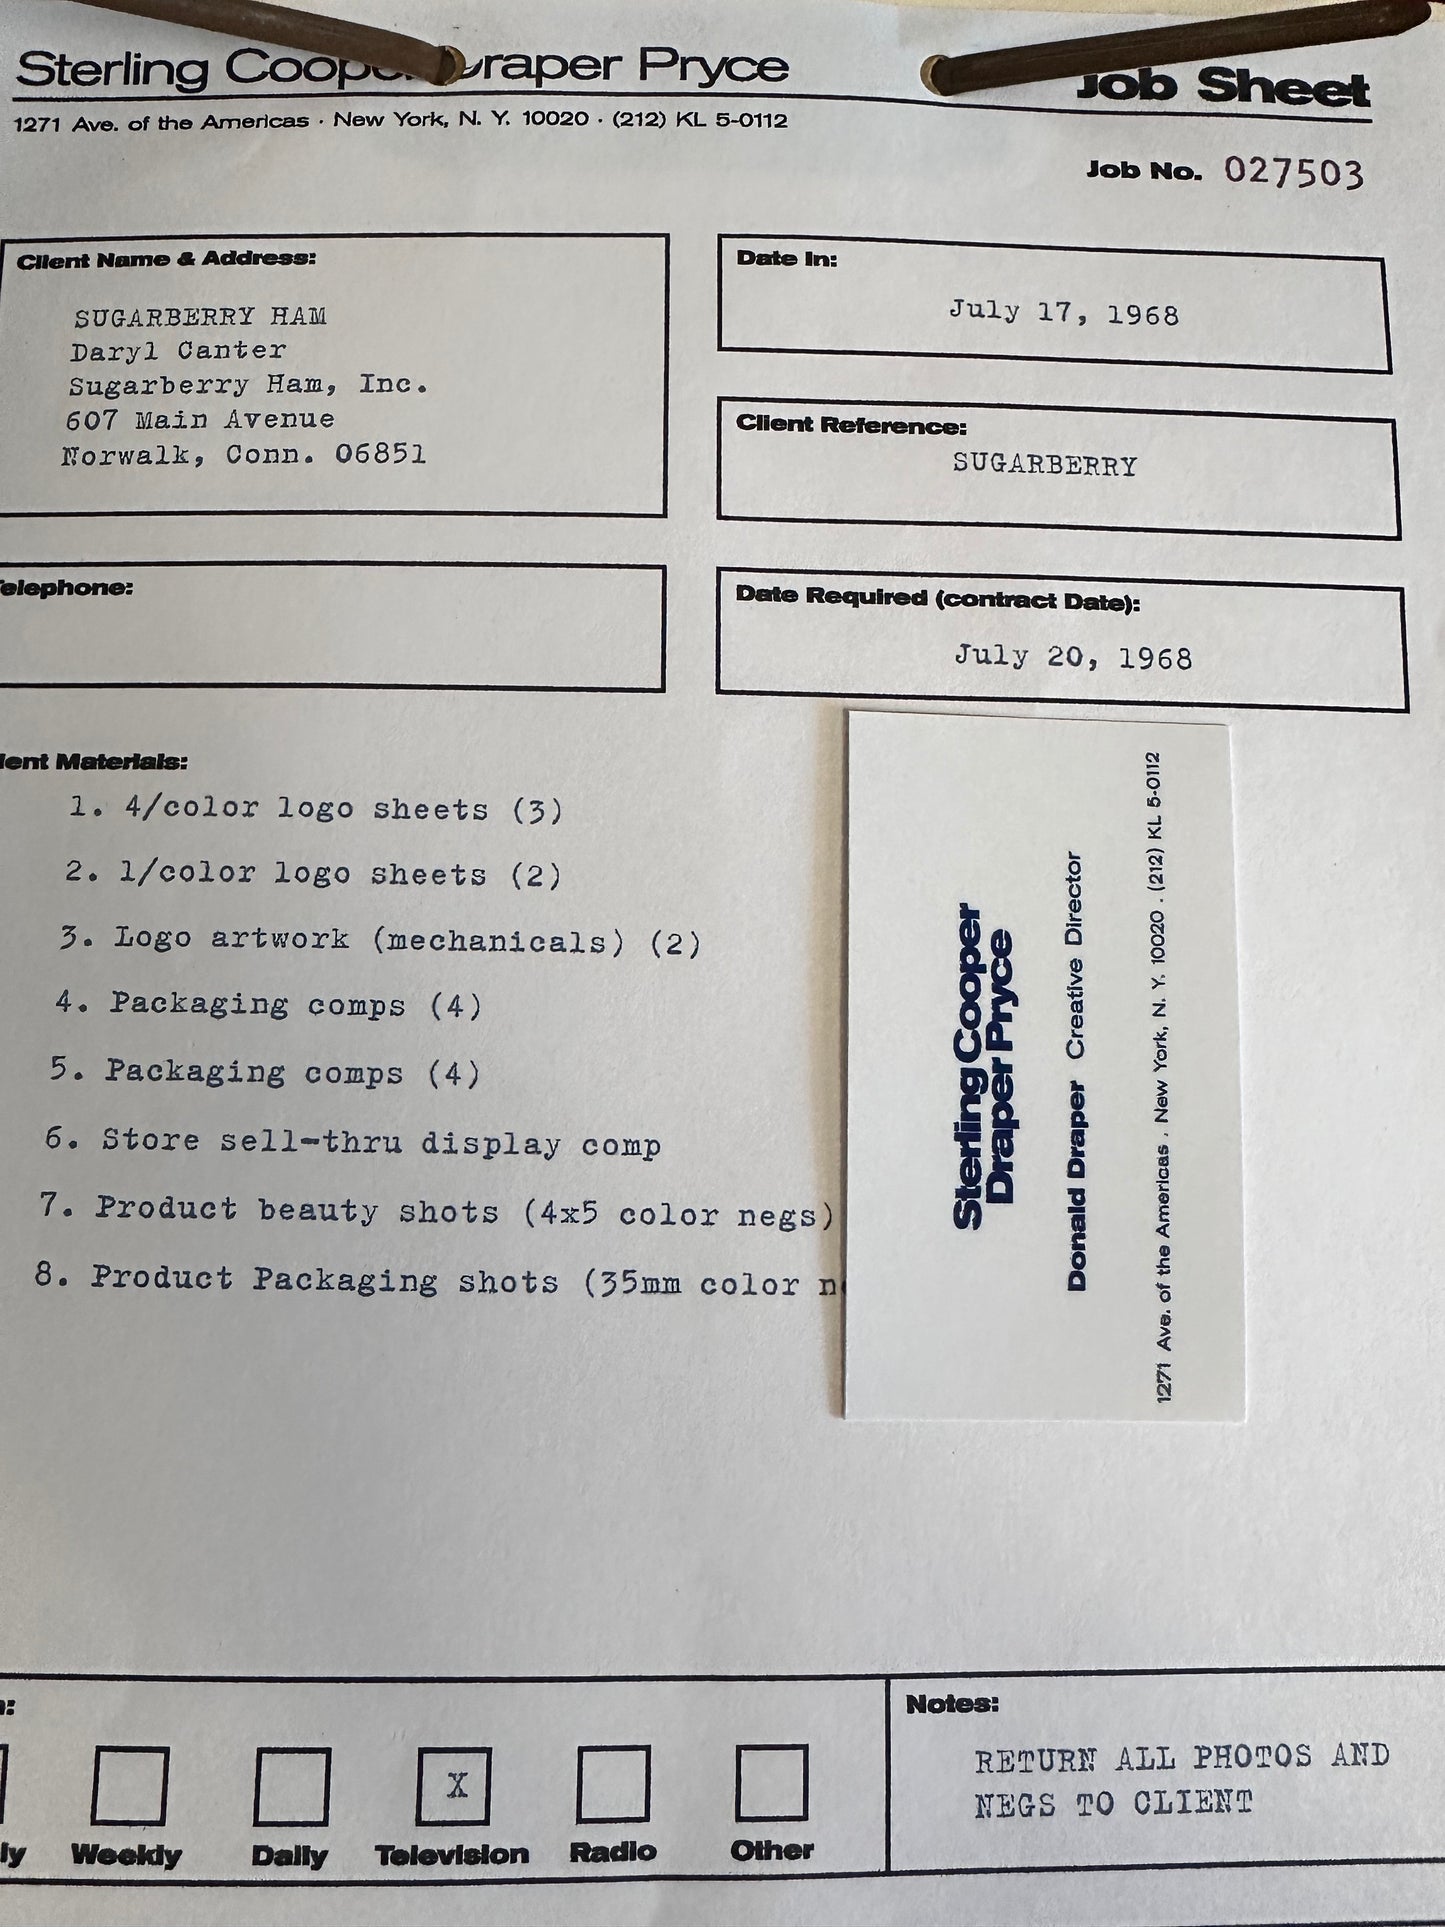 Sterling Cooper Draper Pryce
Job Sheet
1271 Ave. of the Americas · New York, N. Y. 10020 · (212) KL 5-0112
Job No. 027503
Client Name & Address:
SUGARBERRY HAM
Daryl Canter
Sugarberry Ham, Inc.
607 Main Avenue
Norwalk, Conn. 06851
Date In:
July 17, 1968
Client Reference:
SUGARBERRY
Telephone:
Date Required (contract Date):
July 20, 1968
Materials:
1. 4/color logo sheets (3)
2. 1/color logo sheets (2)
3. Logo artwork (mechanicals) (2)
4. Packaging comps (4)
5. Packaging comps (4)
6. Store sell-thru display comp
7. Product beauty shots (4x5 color negs)
8. Product Packaging shots (35mm color
Sterling Cooper
Draper Pryce
Donald Draper Creative Director
1271 Ave. of the Americas . New York, N. Y. 10020 . (212) KL 5-0112
Weekly
Daily
X
Television
Radio
Other
Notes:
RETURN ALL PHOTOS AND
NEGS TO CLIENT